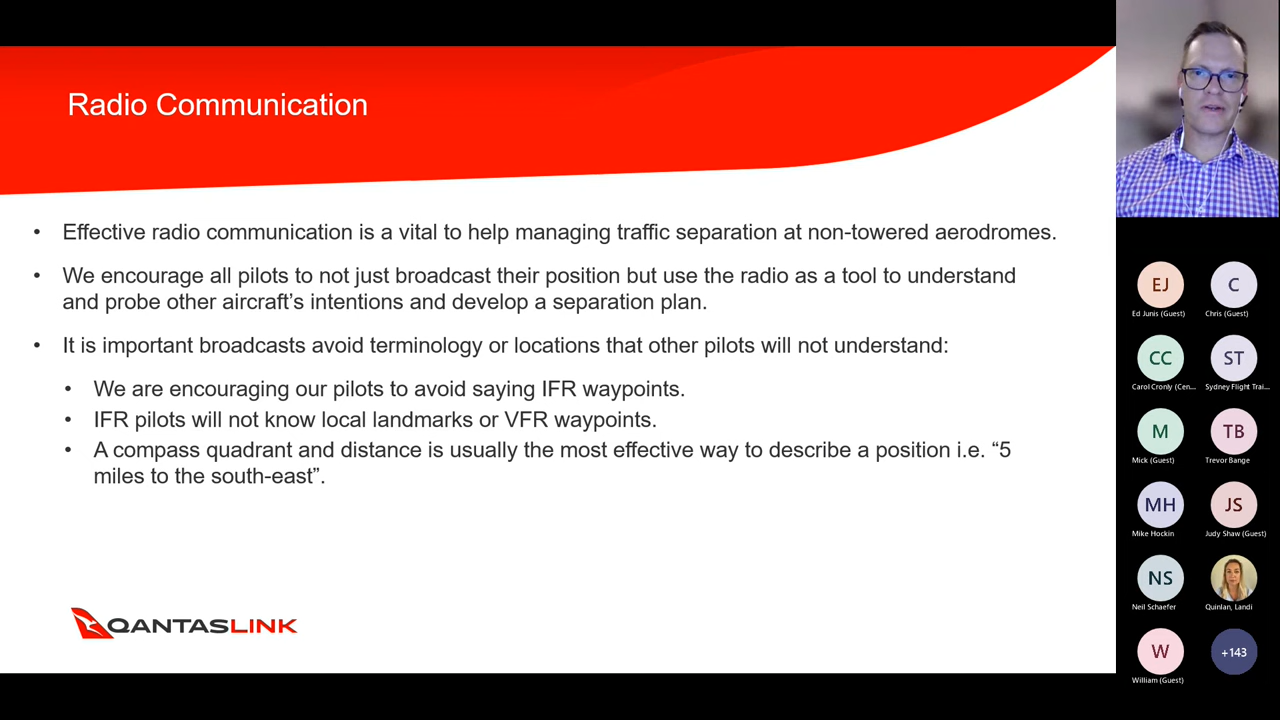 Radio Communication
• Effective radio communication is a vital to help managing traffic separation at non-towered aerodromes.
• We encourage all pilots to not just broadcast their position but use the radio as a tool to understand
and probe other aircraft's intentions and develop a separation plan.
• It is important broadcasts avoid terminology or locations that other pilots will not understand:
• We are encouraging our pilots to avoid saying IFR waypoints.
• IFR pilots will not know local landmarks or VFR waypoints.
• A compass quadrant and distance is usually the most effective way to describe a position i.e. “5
miles to the south-east”.
QANTASLINK
EJ
C
Ed Junis (Guest)
Chris (Guest)
CC
ST
Carol Cronly (Cen...
Sydney Flight Trai...
M
TB
Mick (Guest)
Trevor Bange
MH
JS
Mike Hockin
Judy Shaw (Guest)
NS
Neil Schaefer
Quinlan, Landi
W
+143
William (Guest)